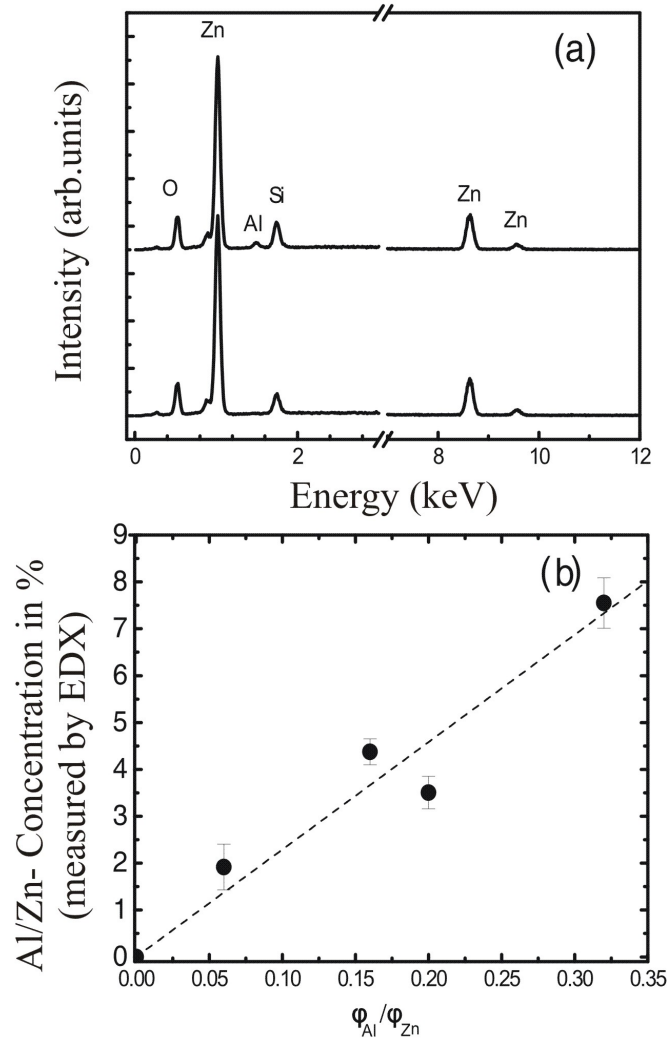 (a)
Zn
O
Al
Si
Zn
Zn
Intensity (arb.units)
0 2 8 10 12
Energy (keV)
(b)
9
8
7
6
5
4
3
2
1
0
Al/Zn- Concentration in %
(measured by EDX)
0.00 0.05 0.10 0.15 0.20 0.25 0.30 0.35
φAl/φZn